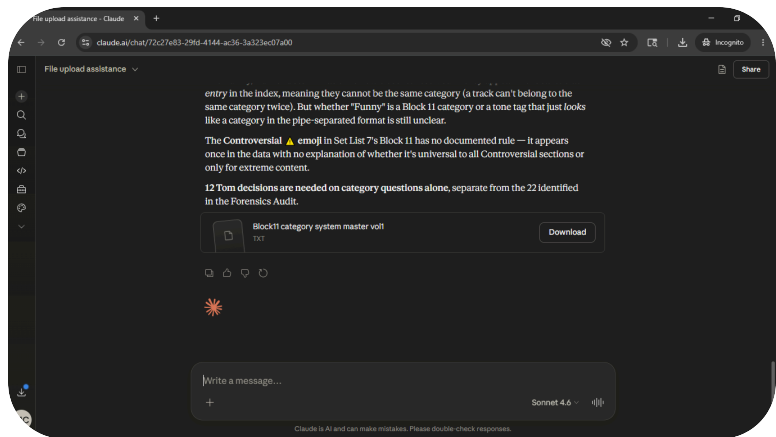 File upload assistance - Claude
claude.ai/chat/72c27e83-29fd-4144-ac36-3a323ec07a00
Incognito
File upload assistance
Share
entry in the index, meaning they cannot be the same category (a track can't belong to the
same category twice). But whether "Funny" is a Block 11 category or a tone tag that just looks
like a category in the pipe-separated format is still unclear.
The Controversial ⚠️ emoji in Set List 7's Block 11 has no documented rule — it appears
once in the data with no explanation of whether it's universal to all Controversial sections or
only for extreme content.
12 Tom decisions are needed on category questions alone, separate from the 22 identified
in the Forensics Audit.
Block11 category system master vol1
TXT
Download
Write a message...
Sonnet 4.6
Claude is AI and can make mistakes. Please double-check responses.